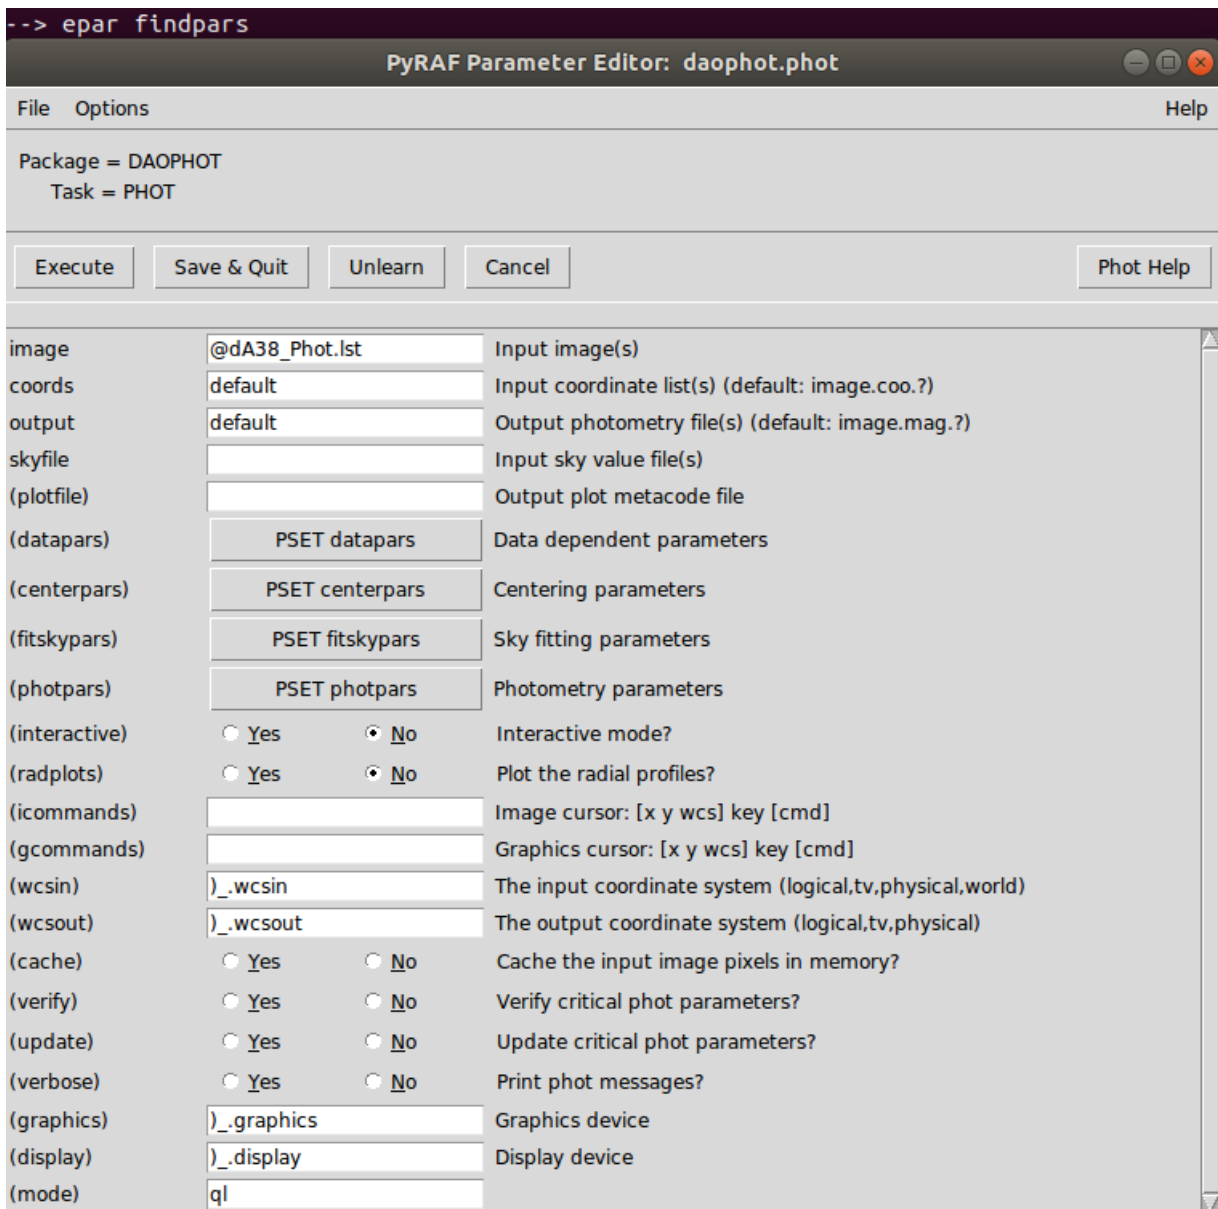 --> epar findpars
PyRAF Parameter Editor:  daophot.phot
File Options Help
Package = DAOPHOT
Task = PHOT
Execute Save & Quit Unlearn Cancel Phot Help
image @dA38_Phot.lst Input image(s)
coords default Input coordinate list(s) (default: image.coo.?)
output default Output photometry file(s) (default: image.mag.?)
skyfile Input sky value file(s)
(plotfile) Output plot metacode file
(datapars) PSET datapars Data dependent parameters
(centerpars) PSET centerpars Centering parameters
(fitskypars) PSET fitskypars Sky fitting parameters
(photpars) PSET photpars Photometry parameters
(interactive) Yes No Interactive mode?
(radplots) Yes No Plot the radial profiles?
(icommands) Image cursor: [x y wcs] key [cmd]
(gcommands) Graphics cursor: [x y wcs] key [cmd]
(wcsin) )_.wcsin The input coordinate system (logical,tv,physical,world)
(wcsout) )_.wcsout The output coordinate system (logical,tv,physical)
(cache) Yes No Cache the input image pixels in memory?
(verify) Yes No Verify critical phot parameters?
(update) Yes No Update critical phot parameters?
(verbose) Yes No Print phot messages?
(graphics) )_.graphics Graphics device
(display) )_.display Display device
(mode) ql